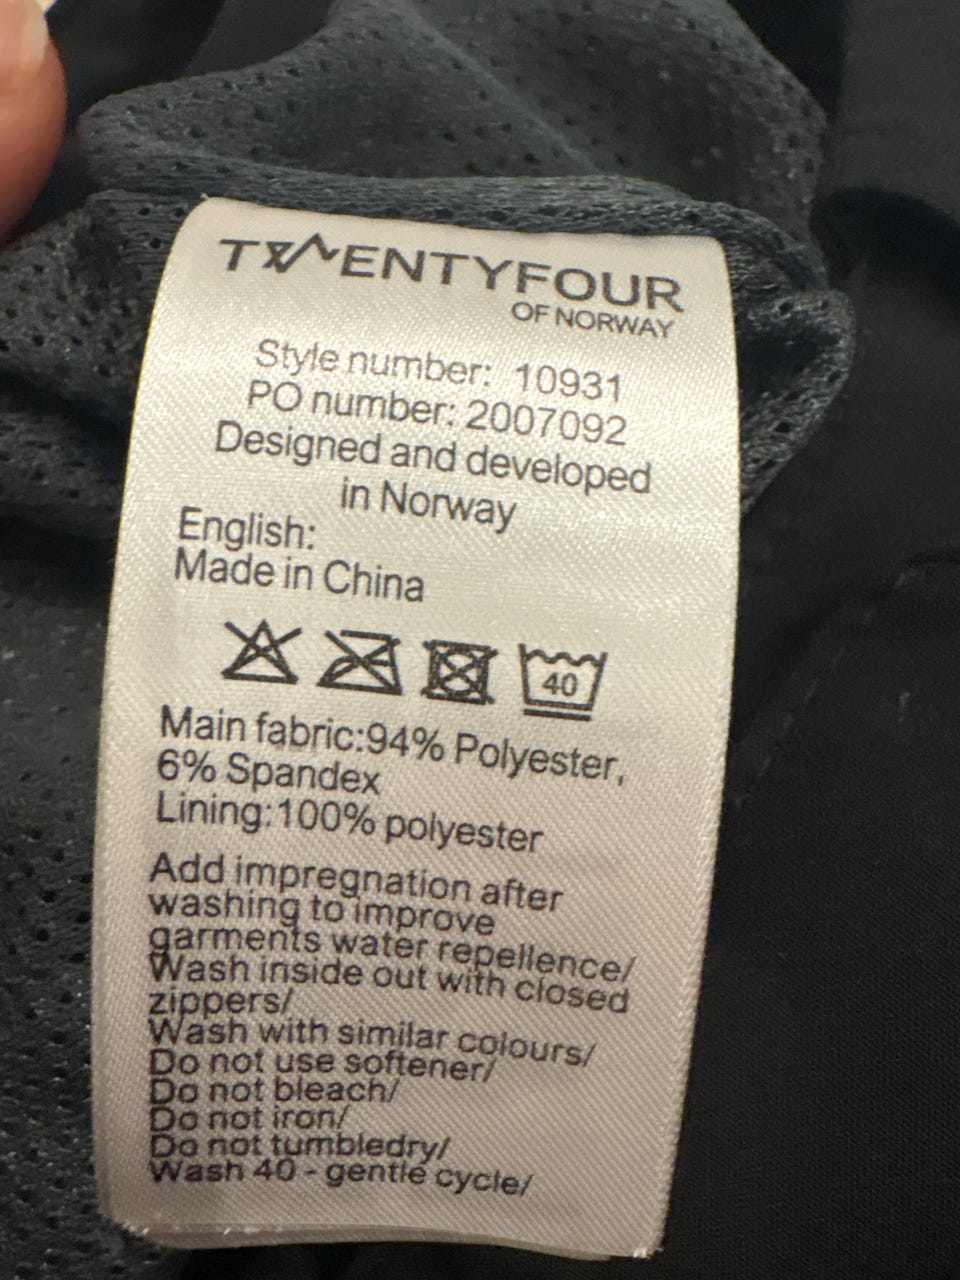 TWENTYFOUR
OF NORWAY
Style number: 10931
PO number: 2007092
Designed and developed
in Norway
English:
Made in China
40
Main fabric:94% Polyester,
6% Spandex
Lining:100% polyester
Add impregnation after
washing to improve
garments water repellence/
Wash inside out with closed
zippers/
Wash with similar colours/
Do not use softener/
Do not bleach/
Do not iron/
Do not tumbledry/
Wash 40 - gentle cycle/